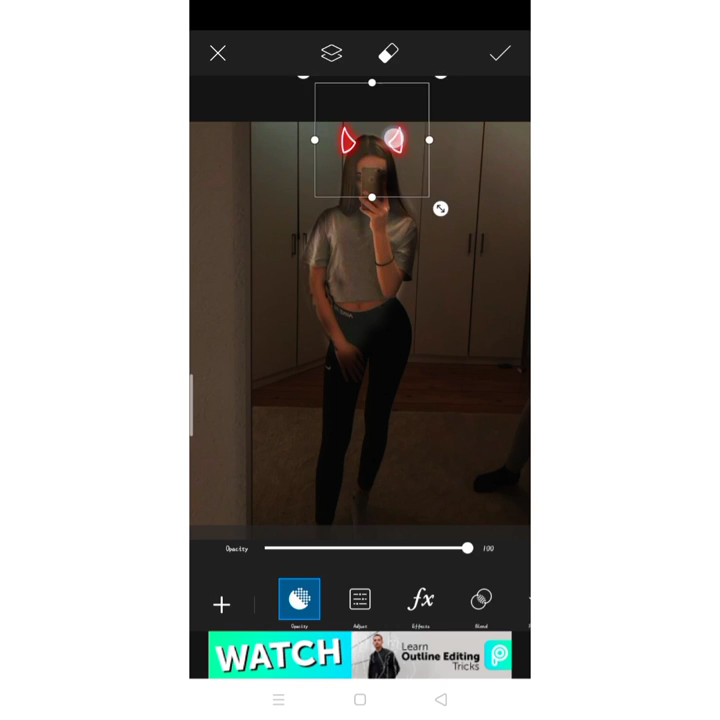 Opacity 100
Opacity Adjust Effects Blend
WATCH
Learn
Outline Editing
Tricks